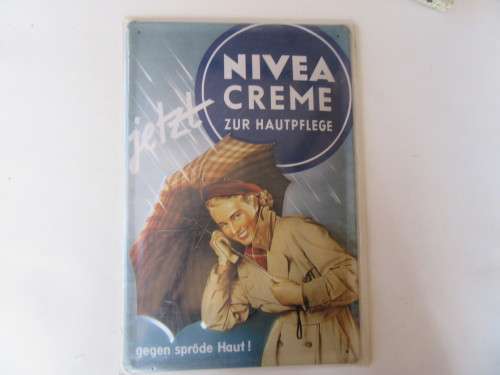 NIVEA
CREME
ZUR HAUTPFLEGE
jetzt
gegen spröde Haut!